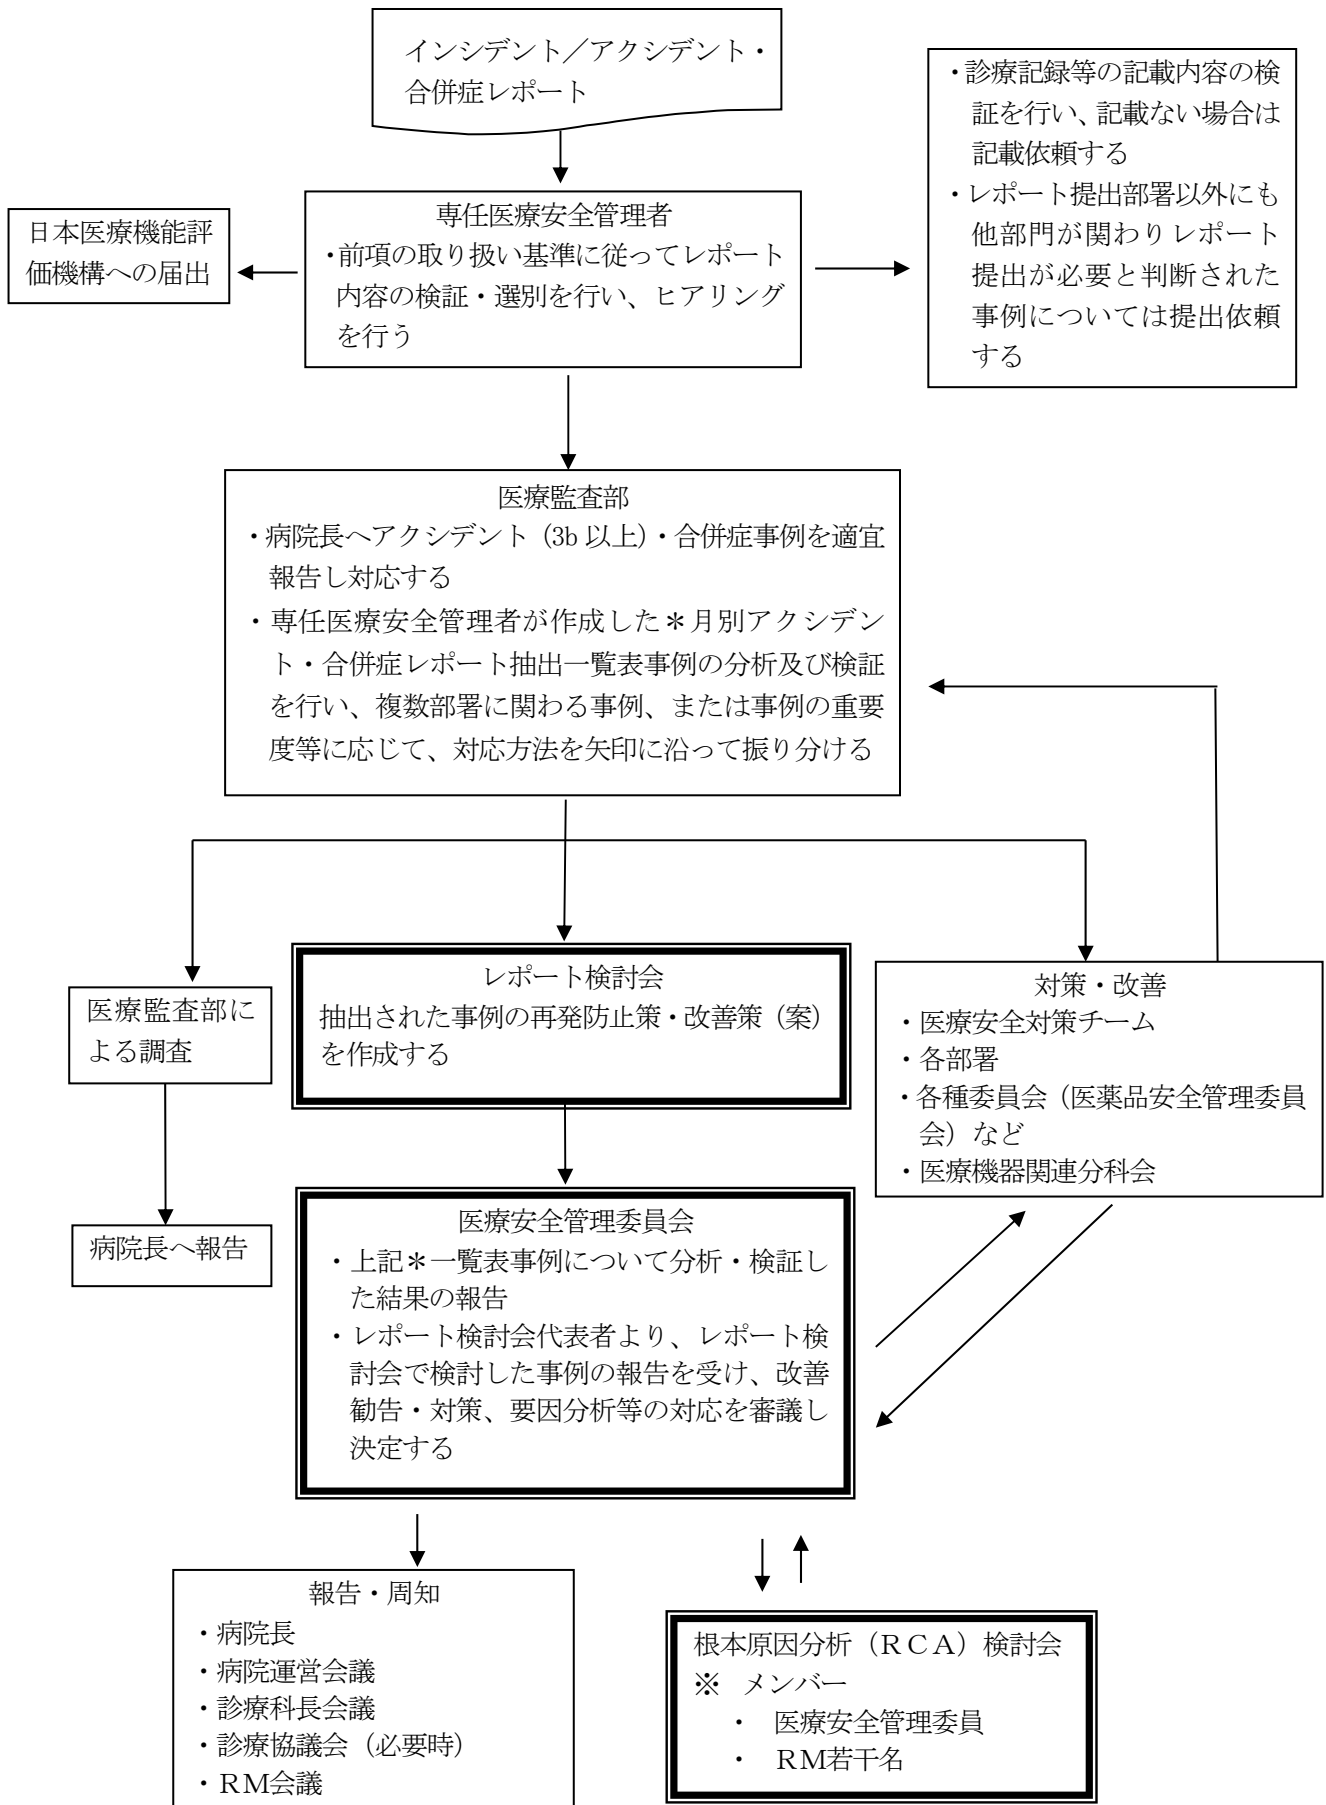 インシデント／アクシデント・
合併症レポート
・診療記録等の記載内容の検
証を行い、記載ない場合は
記載依頼する
・レポート提出部署以外にも
他部門が関わりレポート
提出が必要と判断された
事例については提出依頼
する
日本医療機能評
価機構への届出
専任医療安全管理者
・前項の取り扱い基準に従ってレポート
内容の検証・選別を行い、ヒアリング
を行う
医療監査部
・病院長へアクシデント（3b 以上）・合併症事例を適宜
報告し対応する
・専任医療安全管理者が作成した＊月別アクシデン
ト・合併症レポート抽出一覧表事例の分析及び検証
を行い、複数部署に関わる事例、または事例の重要
度等に応じて、対応方法を矢印に沿って振り分ける
医療監査部に
よる調査
レポート検討会
抽出された事例の再発防止策・改善策（案）
を作成する
対策・改善
・医療安全対策チーム
・各部署
・各種委員会（医薬品安全管理委員
会）など
・医療機器関連分科会
病院長へ報告
医療安全管理委員会
・上記＊一覧表事例について分析・検証し
た結果の報告
・レポート検討会代表者より、レポート検
討会で検討した事例の報告を受け、改善
勧告・対策、要因分析等の対応を審議し
決定する
報告・周知
・病院長
・病院運営会議
・診療科長会議
・診療協議会（必要時）
・ＲＭ会議
根本原因分析（ＲＣＡ）検討会
※　メンバー
・　医療安全管理委員
・　ＲＭ若干名